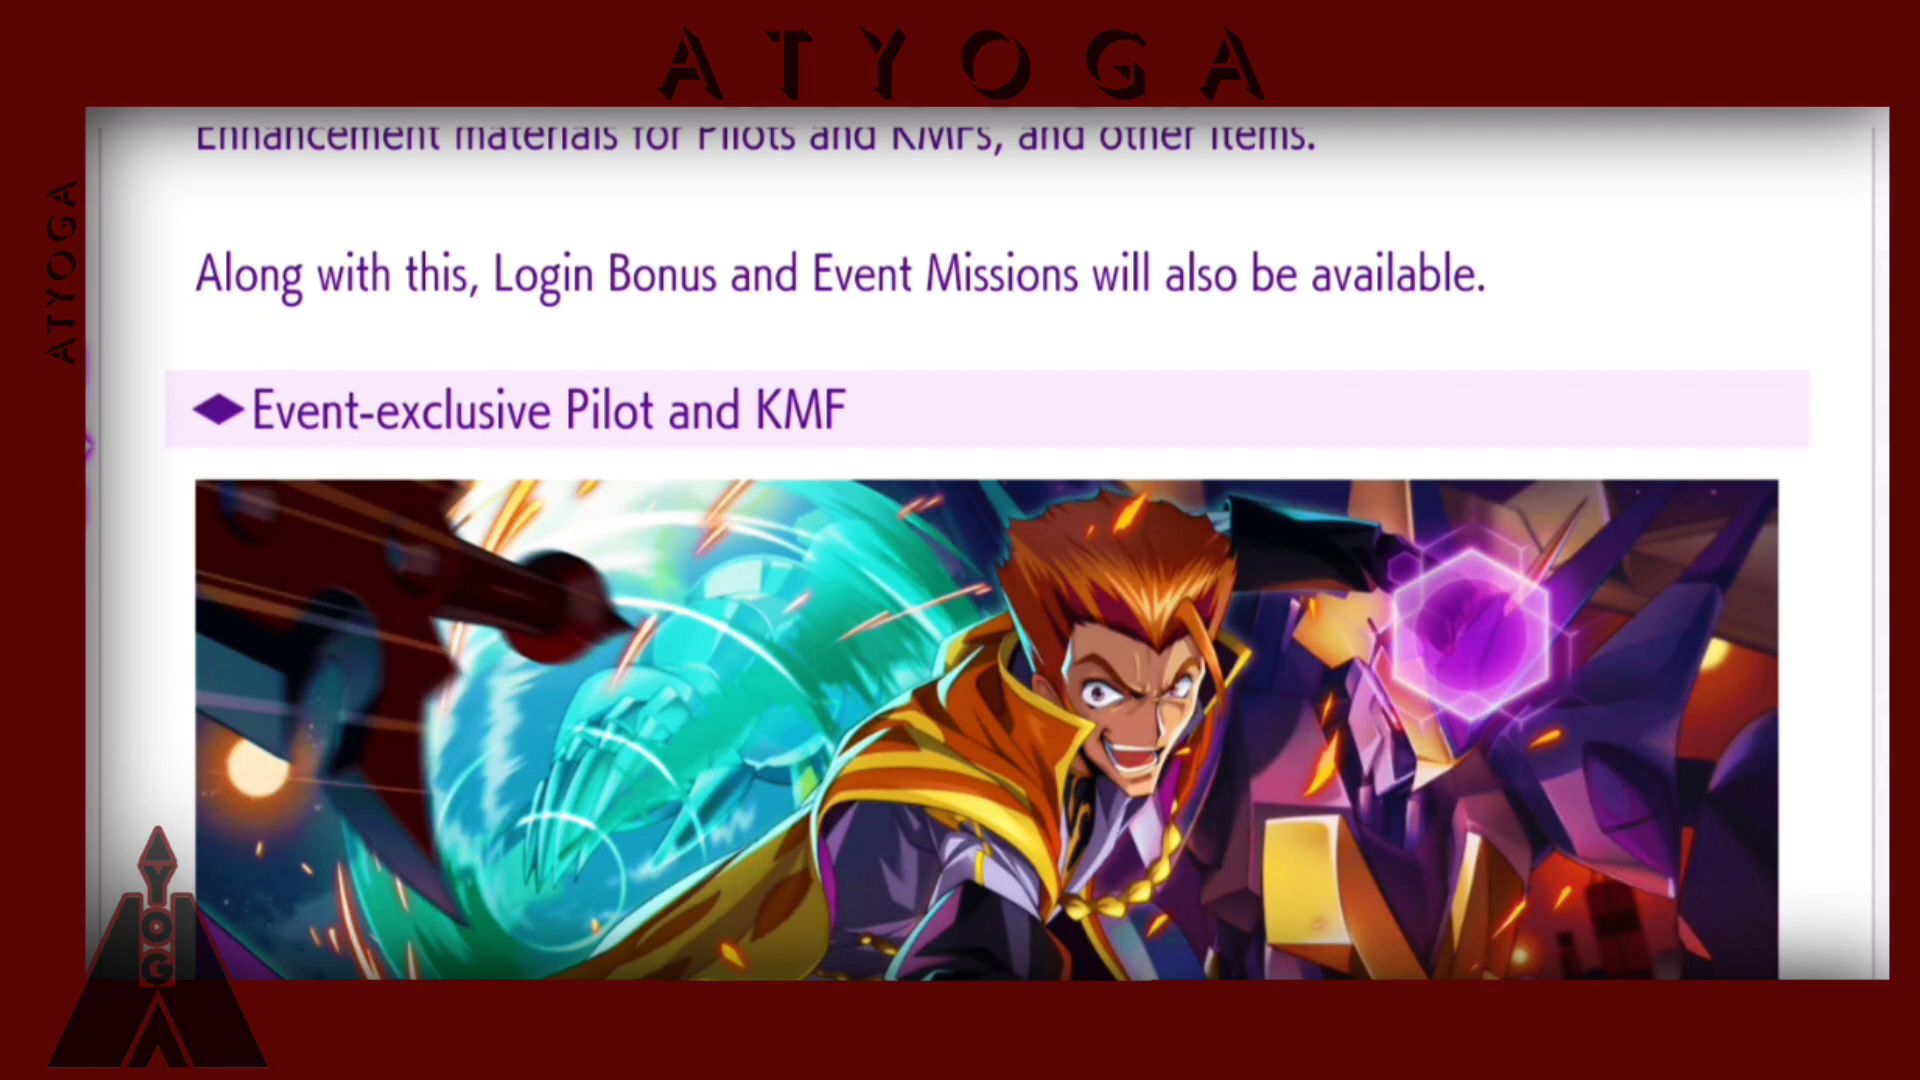 ATYOGA
Enhancement materials for Pilots and KMFs, and other items.
ATYOGA
Along with this, Login Bonus and Event Missions will also be available.
◆Event-exclusive Pilot and KMF
AYOGA